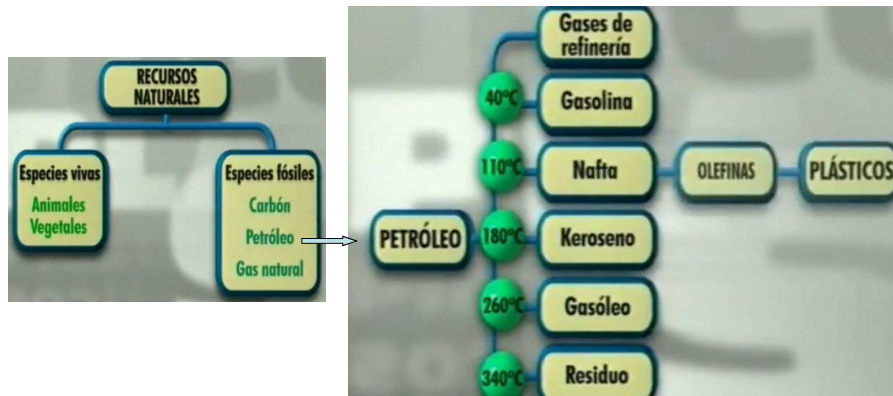 RECURSOS
NATURALES
Especies vivas
Animales
Vegetales
Especies fósiles
Carbón
Petróleo
Gas natural
PETRÓLEO
Gases de
refinería
40°C
Gasolina
110°C
Nafta
OLEFINAS
PLÁSTICOS
180°C
Keroseno
260°C
Gasóleo
340°C
Residuo